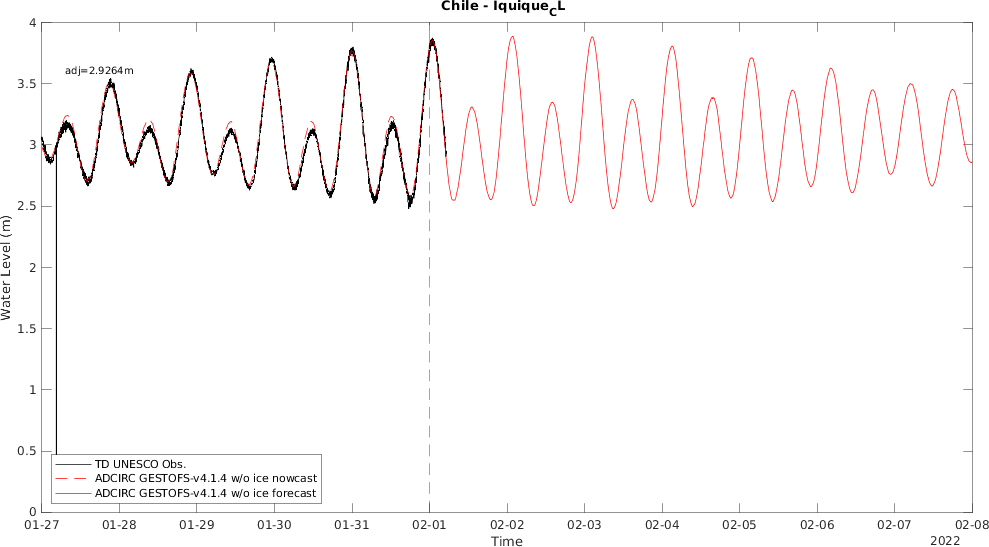 Chile - Iquique_CL
adj=2.9264m
4
3.5
3
2.5
2
1.5
1
0.5
0
Water Level (m)
TD UNESCO Obs.
ADCIRC GESTOFS-v4.1.4 w/o ice nowcast
ADCIRC GESTOFS-v4.1.4 w/o ice forecast
01-27 01-28 01-29 01-30 01-31 02-01 02-02 02-03 02-04 02-05 02-06 02-07 02-08
Time
2022